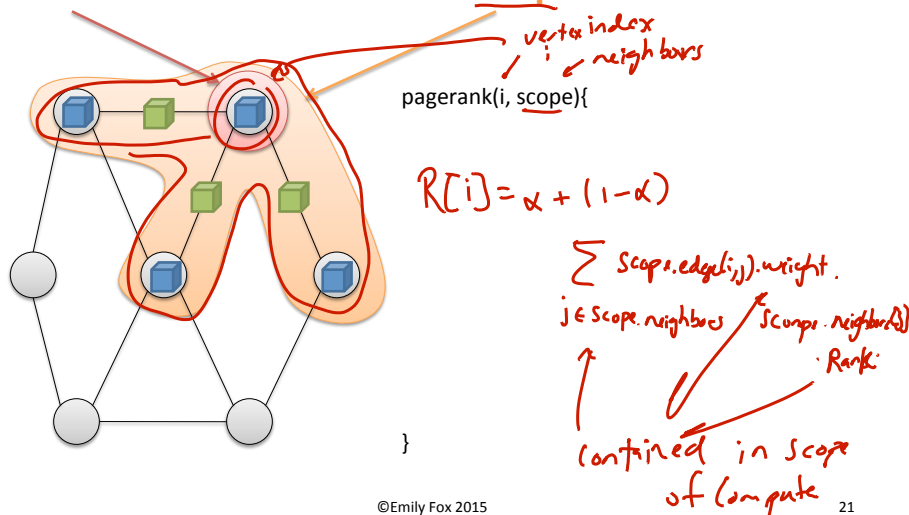 vertex index
i
neighbors
pagerank(i, scope){
R[i] = α + (1-α)
∑ scope.edge(i,j).weight .
j ∈ scope.neighbors
scope.neighbors[j]
. Rank
}
contained in scope
of compute
©Emily Fox 2015
21